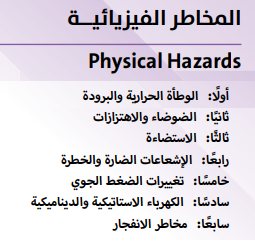 المخاطر الفيزيائيــة
Physical Hazards
أولًا: الوطأة الحرارية والبرودة
ثانيًا: الضوضاء والاهتزازات
ثالثًا: الاستضاءة
رابعًا: الإشعاعات الضارة والخطرة
خامسًا: تغييرات الضغط الجوي
سادسًا: الكهرباء الاستاتيكية والديناميكية
سابعًا: مخاطر الانفجار